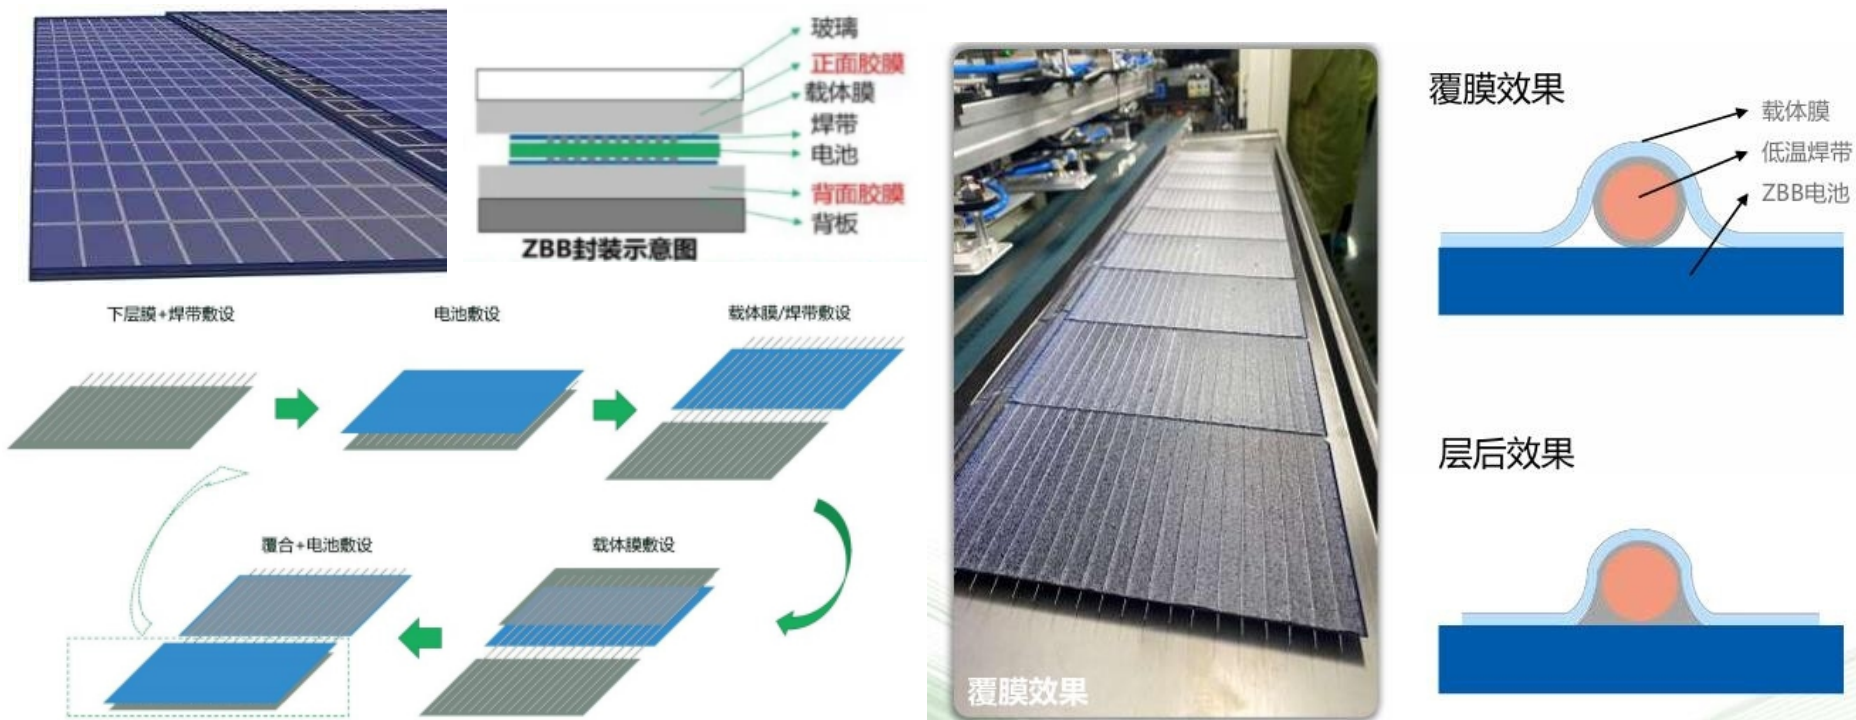 玻璃
正面胶膜
载体膜
焊带
电池
背面胶膜
背板
ZBB封装示意图
下层膜+焊带敷设
电池敷设
载体膜/焊带敷设
覆合+电池敷设
载体膜敷设
覆膜效果
覆膜效果
载体膜
低温焊带
ZBB电池
层后效果